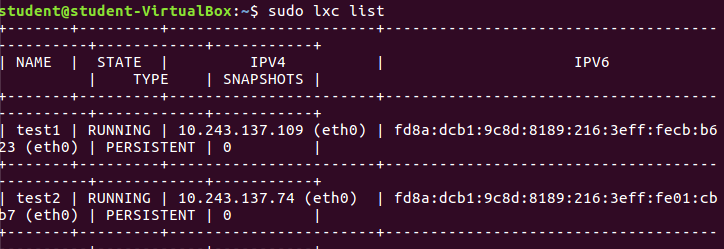 student@student-VirtualBox:~$ sudo lxc list
+-------+---------+-----------------------+-----------------------------------
-----------+------------+-----------+
| NAME  |  STATE  |         IPV4          |                     IPV6
           |    TYPE    | SNAPSHOTS |
+-------+---------+-----------------------+-----------------------------------
-----------+------------+-----------+
| test1 | RUNNING | 10.243.137.109 (eth0) | fd8a:dcb1:9c8d:8189:216:3eff:fecb:b6
23 (eth0) | PERSISTENT | 0         |
+-------+---------+-----------------------+-----------------------------------
-----------+------------+-----------+
| test2 | RUNNING | 10.243.137.74 (eth0)  | fd8a:dcb1:9c8d:8189:216:3eff:fe01:cb
b7 (eth0) | PERSISTENT | 0         |
+-------+---------+-----------------------+-----------------------------------
-----------+------------+-----------+